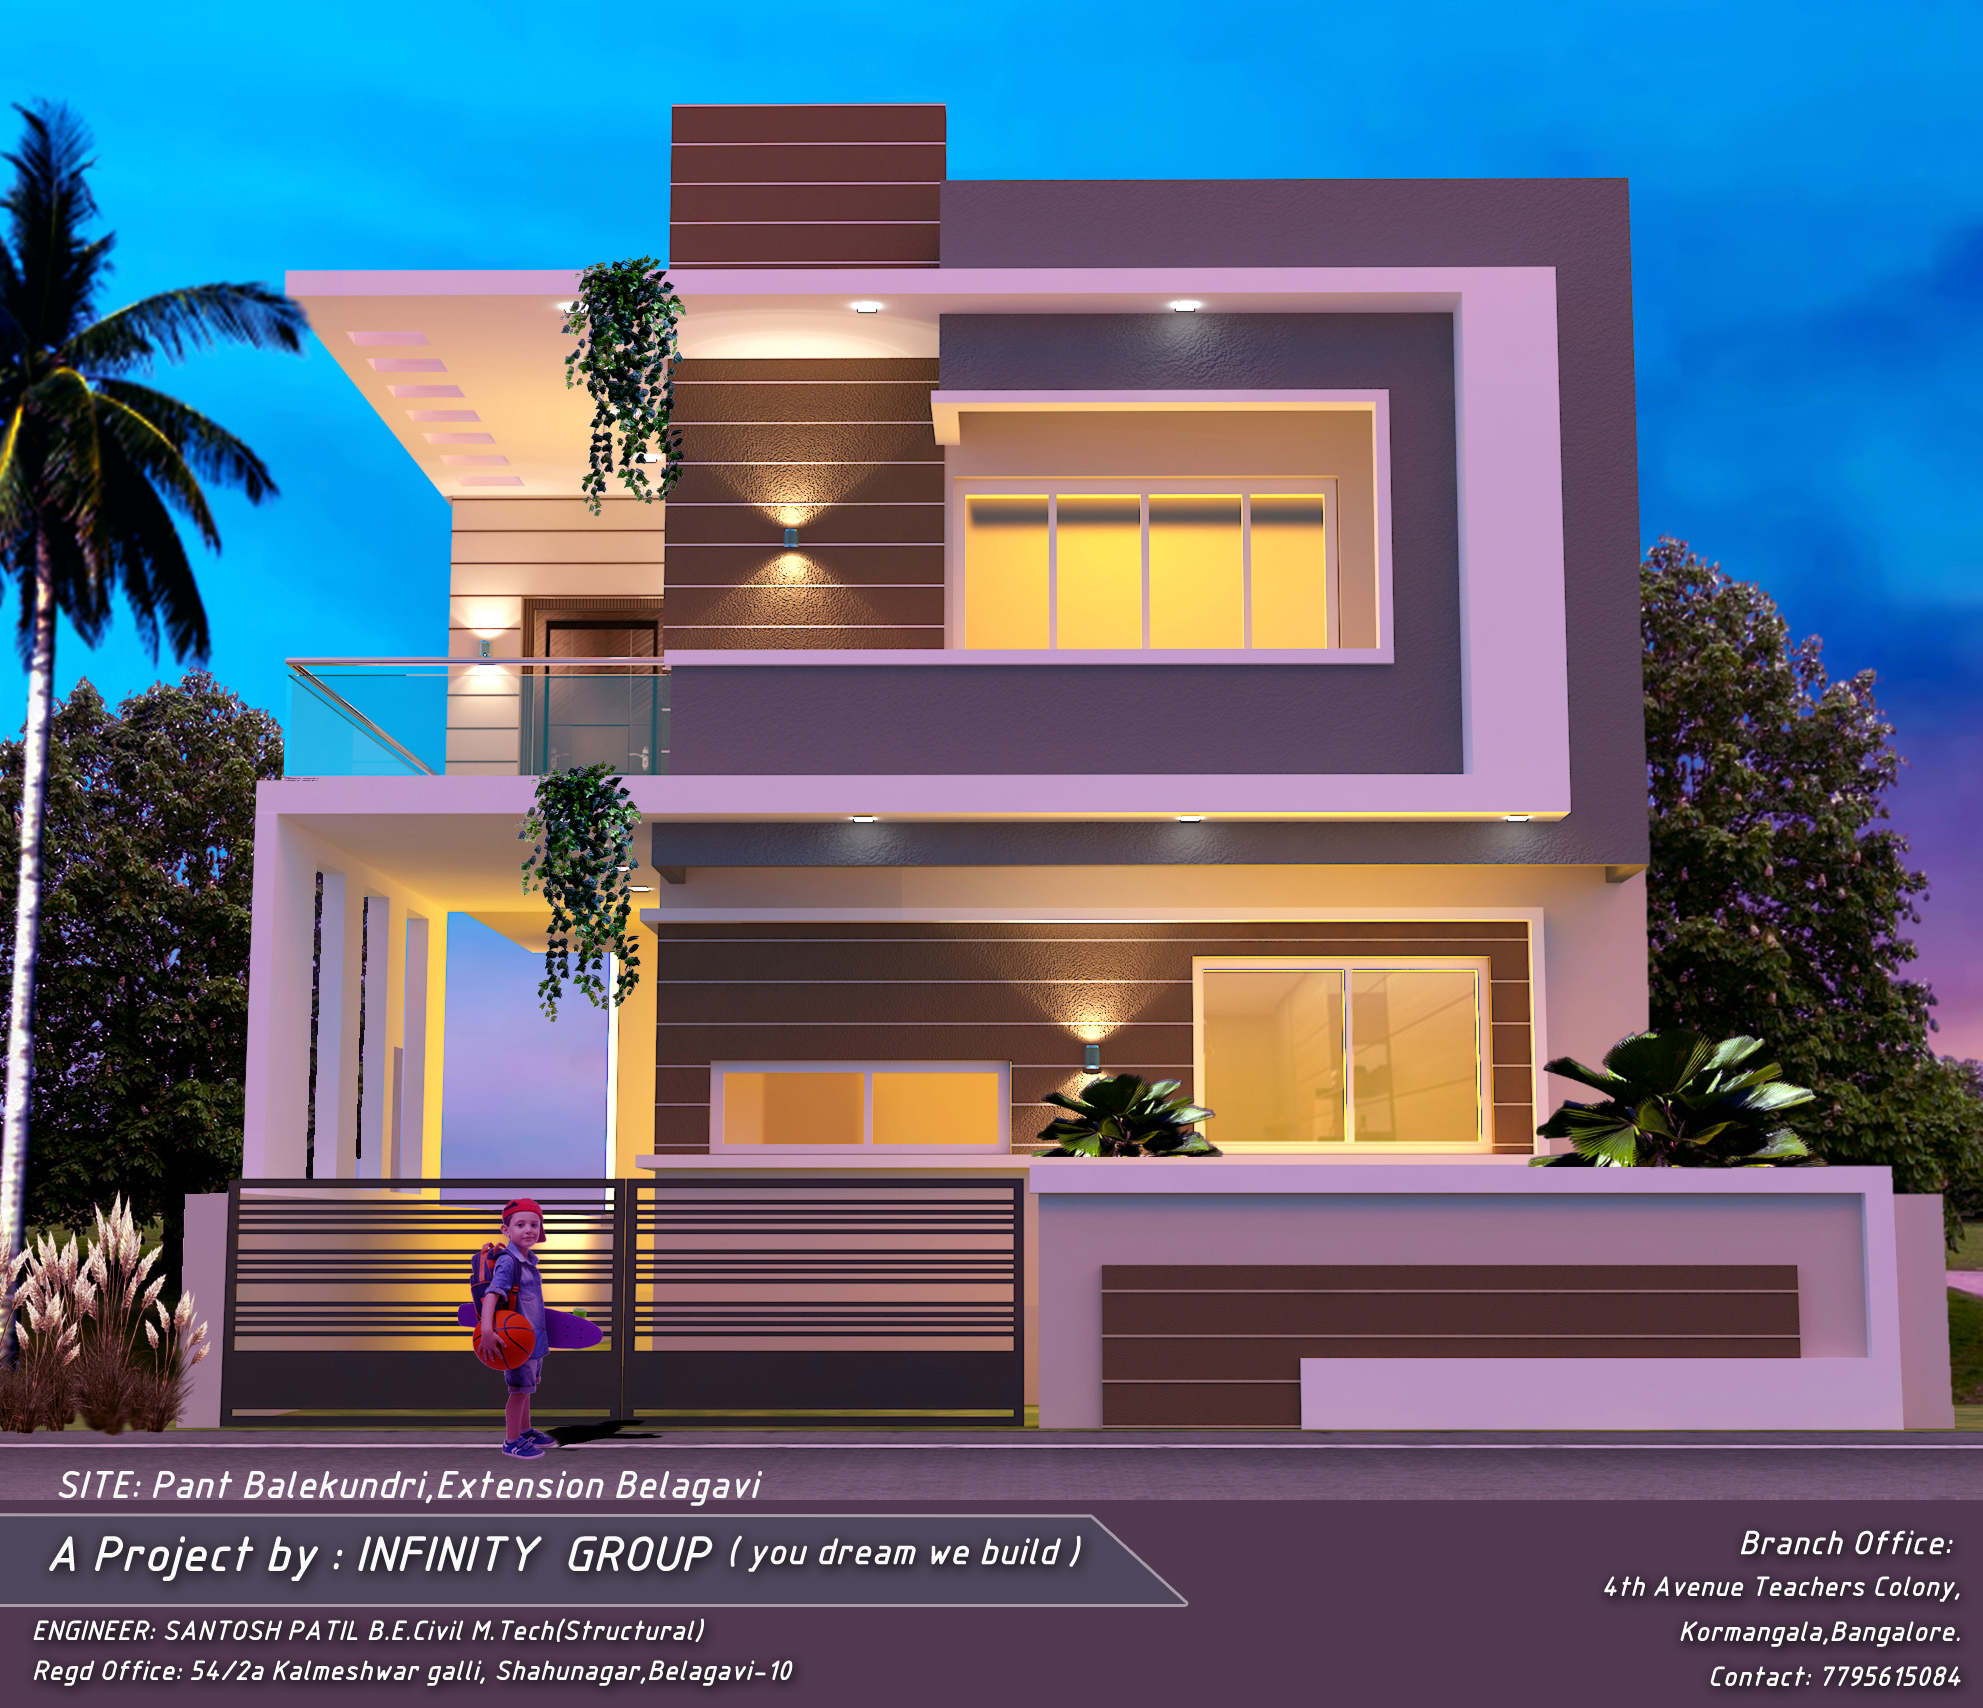 SITE: Pant Balekundri,Extension Belagavi
A Project by : INFINITY GROUP ( you dream we build )
ENGINEER: SANTOSH PATIL B.E.Civil M.Tech(Structural)
Regd Office: 54/2a Kalmeshwar galli, Shahunagar,Belagavi-10
Branch Office:
4th Avenue Teachers Colony,
Kormangala,Bangalore.
Contact: 7795615084